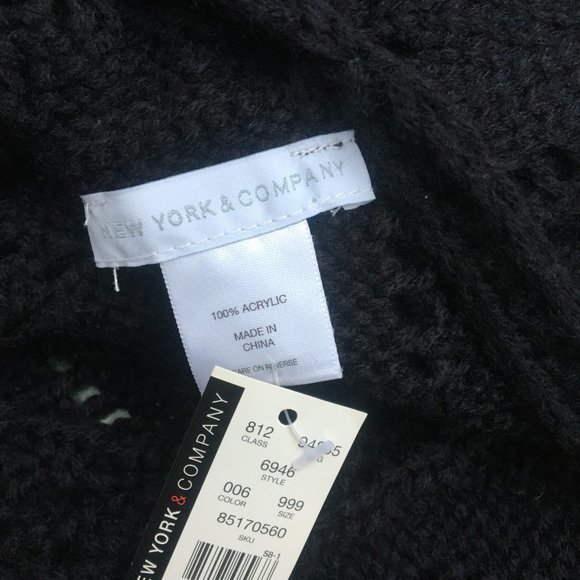 NEW YORK & COMPANY
100% ACRYLIC
MADE IN
CHINA
CARE ON REVERSE
NEW YORK & COMPANY
812
CLASS
6946
STYLE
006 999
COLOR SIZE
85170560
SKU
S8-1